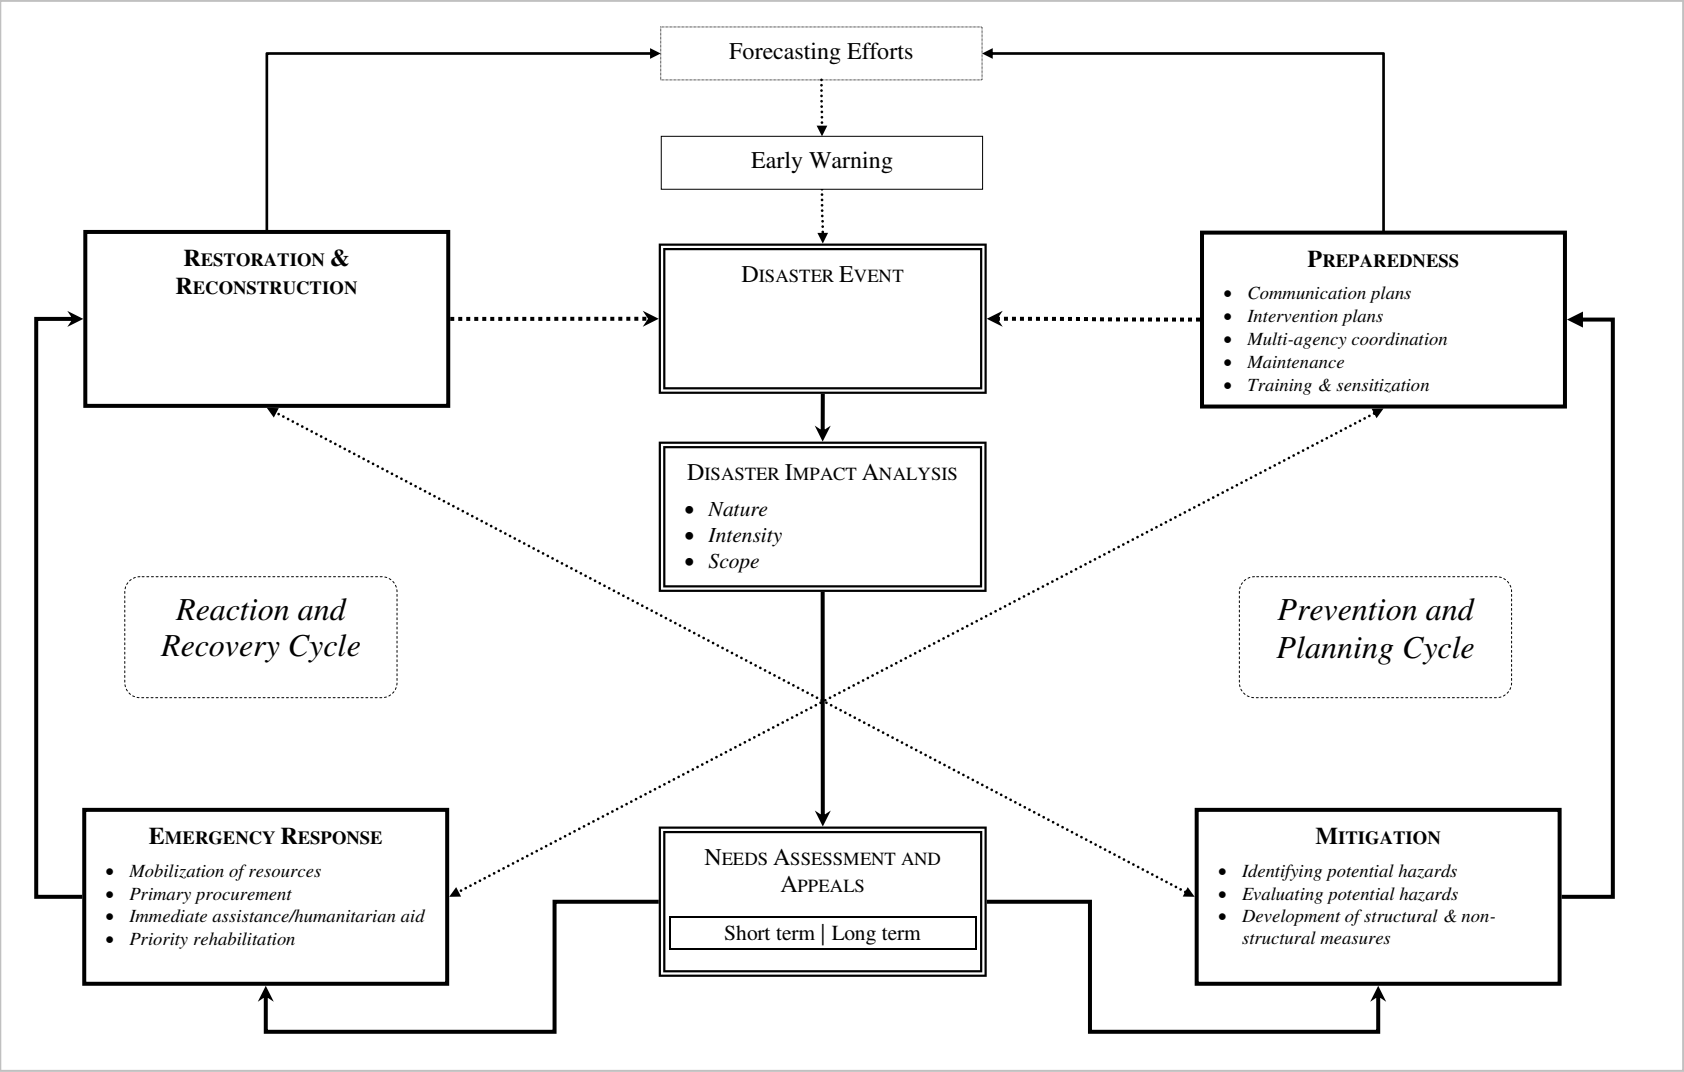 Forecasting Efforts
Early Warning
RESTORATION &
RECONSTRUCTION
DISASTER EVENT
PREPAREDNESS
• Communication plans
• Intervention plans
• Multi-agency coordination
• Maintenance
• Training & sensitization
DISASTER IMPACT ANALYSIS
• Nature
• Intensity
• Scope
Reaction and
Recovery Cycle
Prevention and
Planning Cycle
EMERGENCY RESPONSE
• Mobilization of resources
• Primary procurement
• Immediate assistance/humanitarian aid
• Priority rehabilitation
NEEDS ASSESSMENT AND
APPEALS
Short term | Long term
MITIGATION
• Identifying potential hazards
• Evaluating potential hazards
• Development of structural & non-
structural measures